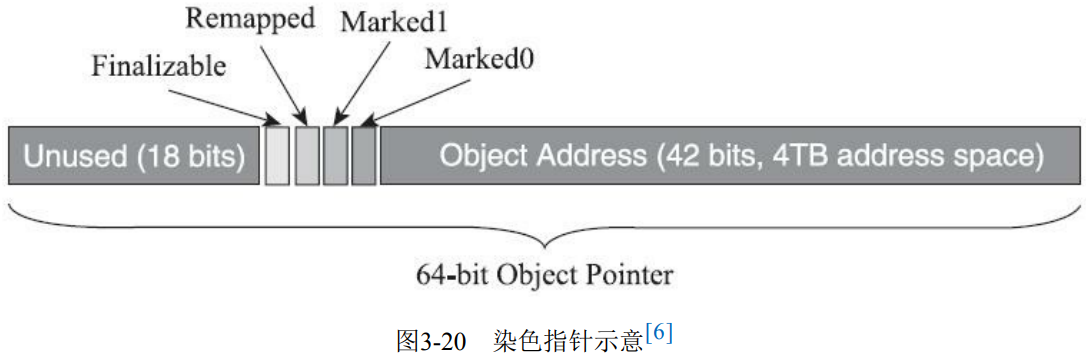 Remapped
Marked1
Finalizable
Marked0
Unused (18 bits)
Object Address (42 bits, 4TB address space)
64-bit Object Pointer
图3-20 染色指针示意[6]